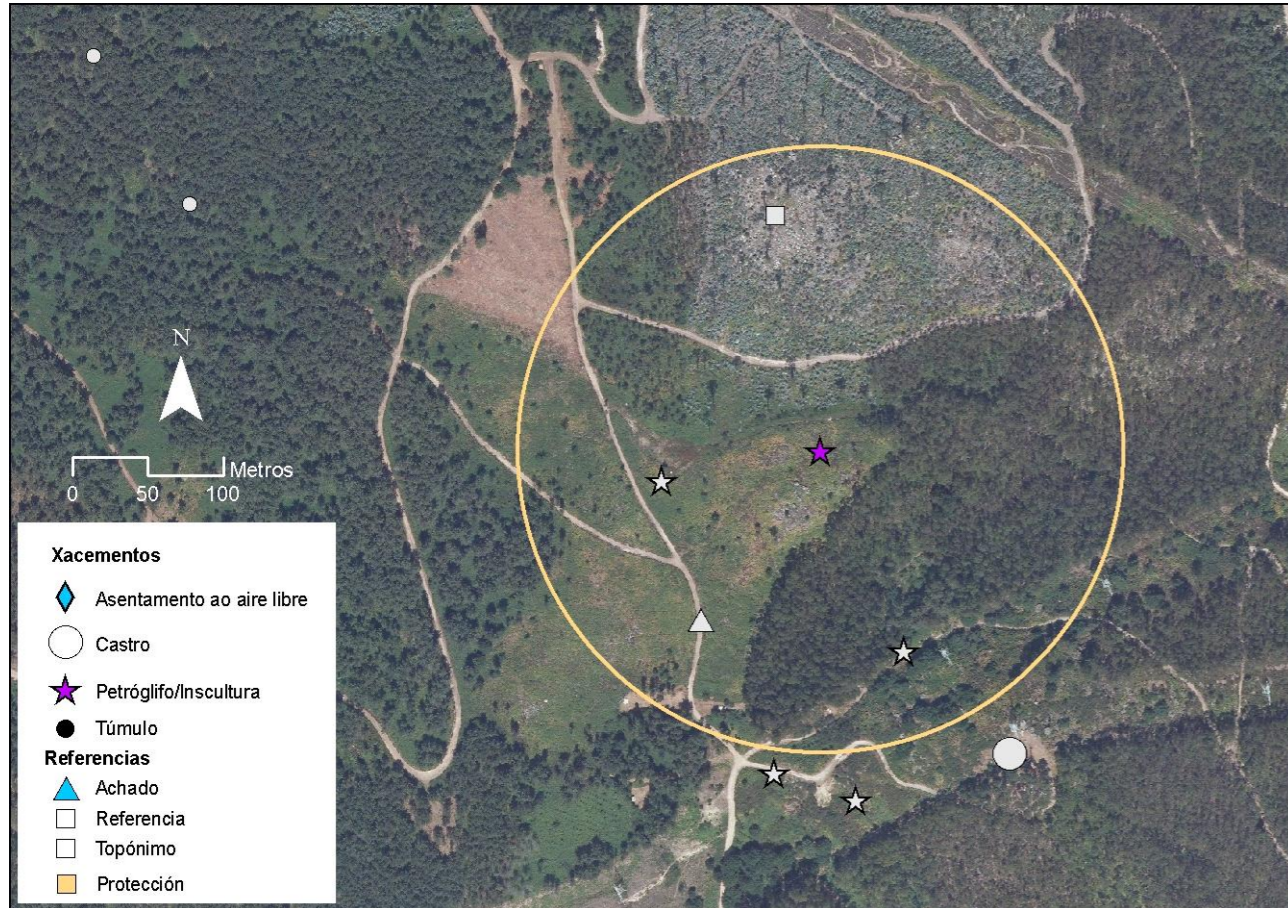 N
Metros
0 50 100
Xacementos
Asentamento ao aire libre
Castro
Petróglifo/Inscultura
Túmulo
Referencias
Achado
Referencia
Topónimo
Protección